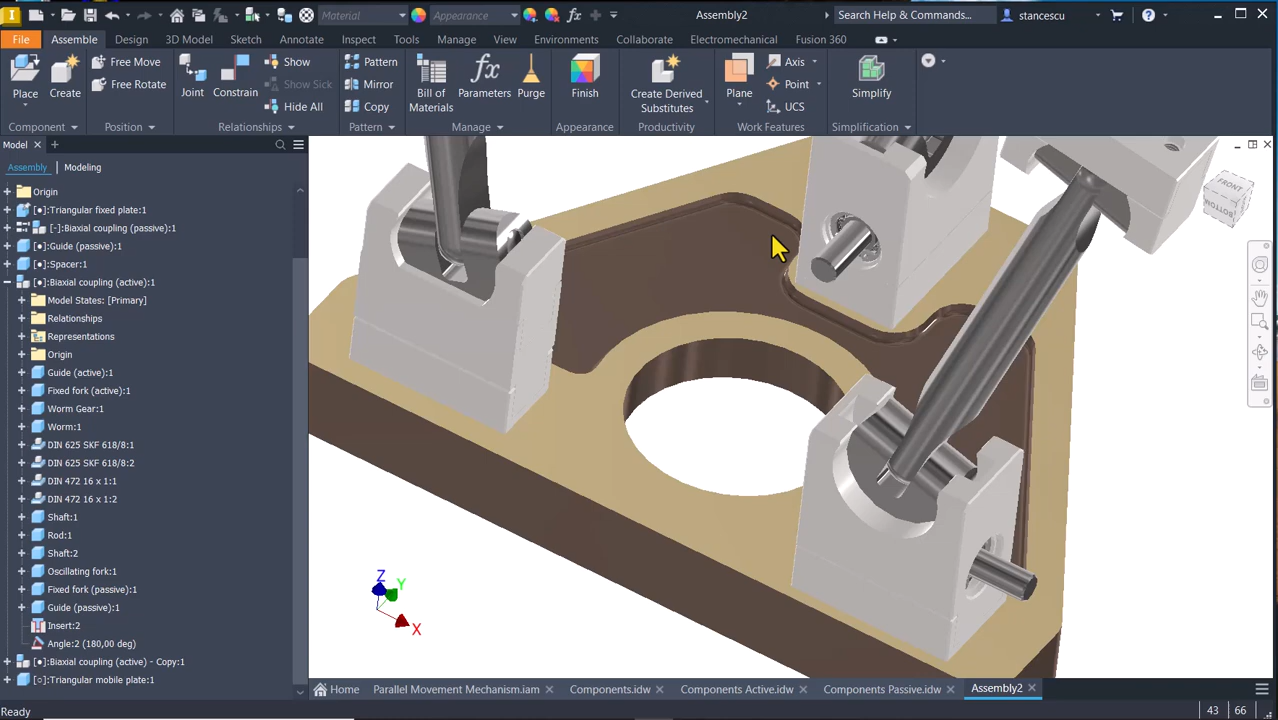 Material
Appearance
Assembly2
Search Help & Commands...
stancescu
File Assemble Design 3D Model Sketch Annotate Inspect Tools Manage View Environments Collaborate Electromechanical Fusion 360
Place Create Free Move Free Rotate Joint Constrain Show Show Sick Hide All Pattern Mirror Copy Bill of Materials Parameters Purge Finish Create Derived Substitutes Plane Axis Point UCS Simplify
Component Position Relationships Pattern Manage Appearance Productivity Work Features Simplification
Model
Assembly Modeling
Origin
[●]:Triangular fixed plate:1
[●]:Biaxial coupling (passive):1
[●]:Guide (passive):1
[●]:Spacer:1
[●]:Biaxial coupling (active):1
Model States: [Primary]
Relationships
Representations
Origin
Guide (active):1
Fixed fork (active):1
Worm Gear:1
Worm:1
DIN 625 SKF 618/8:1
DIN 625 SKF 618/8:2
DIN 472 16 x 1:1
DIN 472 16 x 1:2
Shaft:1
Rod:1
Shaft:2
Oscillating fork:1
Fixed fork (passive):1
Guide (passive):1
Insert:2
Angle:2 (180,00 deg)
[●]:Biaxial coupling (active) - Copy:1
[○]:Triangular mobile plate:1
FRONT
BOTTOM
Z
Y
X
Home Parallel Movement Mechanism.iam Components.idw Components Active.idw Components Passive.idw Assembly2
Ready
43 66